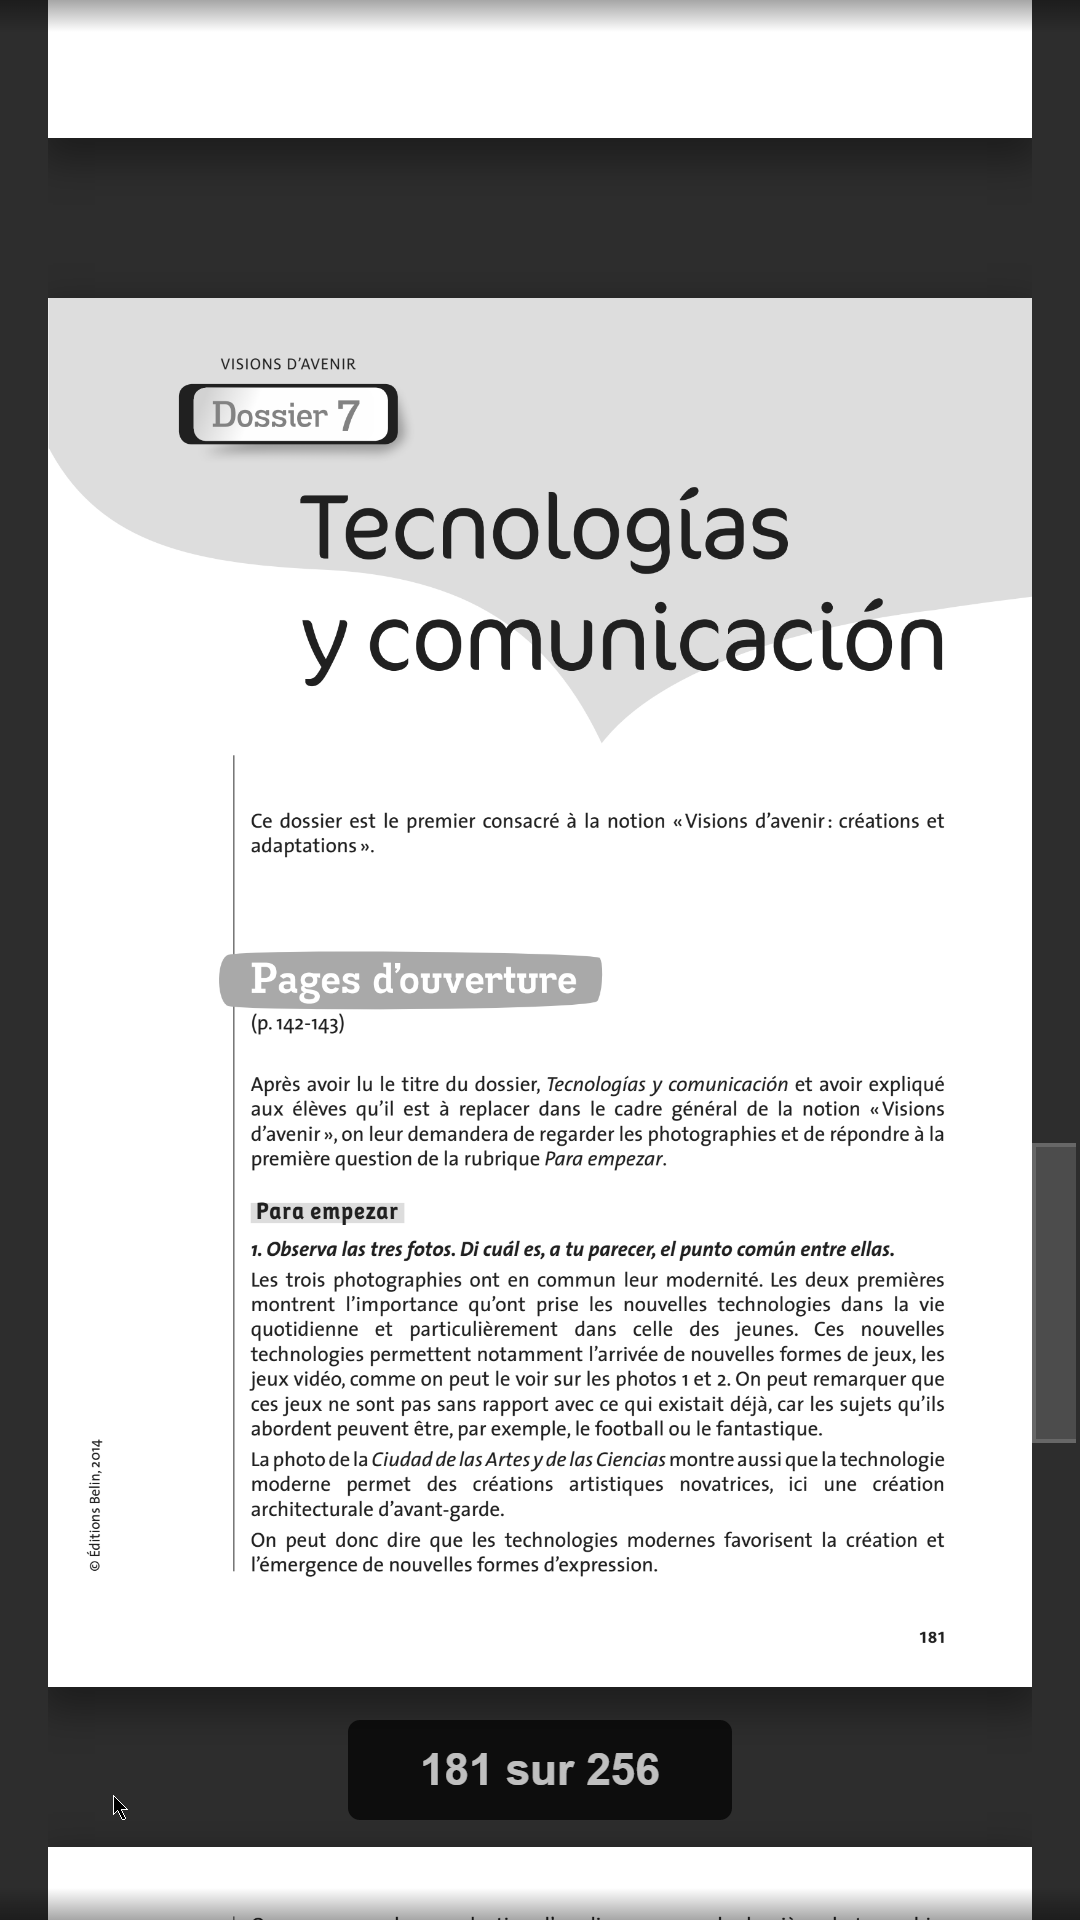 VISIONS D’AVENIR
Dossier 7
Tecnologías
y comunicación
Ce dossier est le premier consacré à la notion « Visions d’avenir : créations et
adaptations ».
Pages d’ouverture
(p. 142-143)
Après avoir lu le titre du dossier, Tecnologías y comunicación et avoir expliqué
aux élèves qu’il est à replacer dans le cadre général de la notion « Visions
d’avenir », on leur demandera de regarder les photographies et de répondre à la
première question de la rubrique Para empezar.
Para empezar
1. Observa las tres fotos. Di cuál es, a tu parecer, el punto común entre ellas.
Les trois photographies ont en commun leur modernité. Les deux premières
montrent l’importance qu’ont prise les nouvelles technologies dans la vie
quotidienne et particulièrement dans celle des jeunes. Ces nouvelles
technologies permettent notamment l’arrivée de nouvelles formes de jeux, les
jeux vidéo, comme on peut le voir sur les photos 1 et 2. On peut remarquer que
ces jeux ne sont pas sans rapport avec ce qui existait déjà, car les sujets qu’ils
abordent peuvent être, par exemple, le football ou le fantastique.
La photo de la Ciudad de las Artes y de las Ciencias montre aussi que la technologie
moderne permet des créations artistiques novatrices, ici une création
architecturale d’avant-garde.
On peut donc dire que les technologies modernes favorisent la création et
l’émergence de nouvelles formes d’expression.
© Éditions Belin, 2014
181
181 sur 256